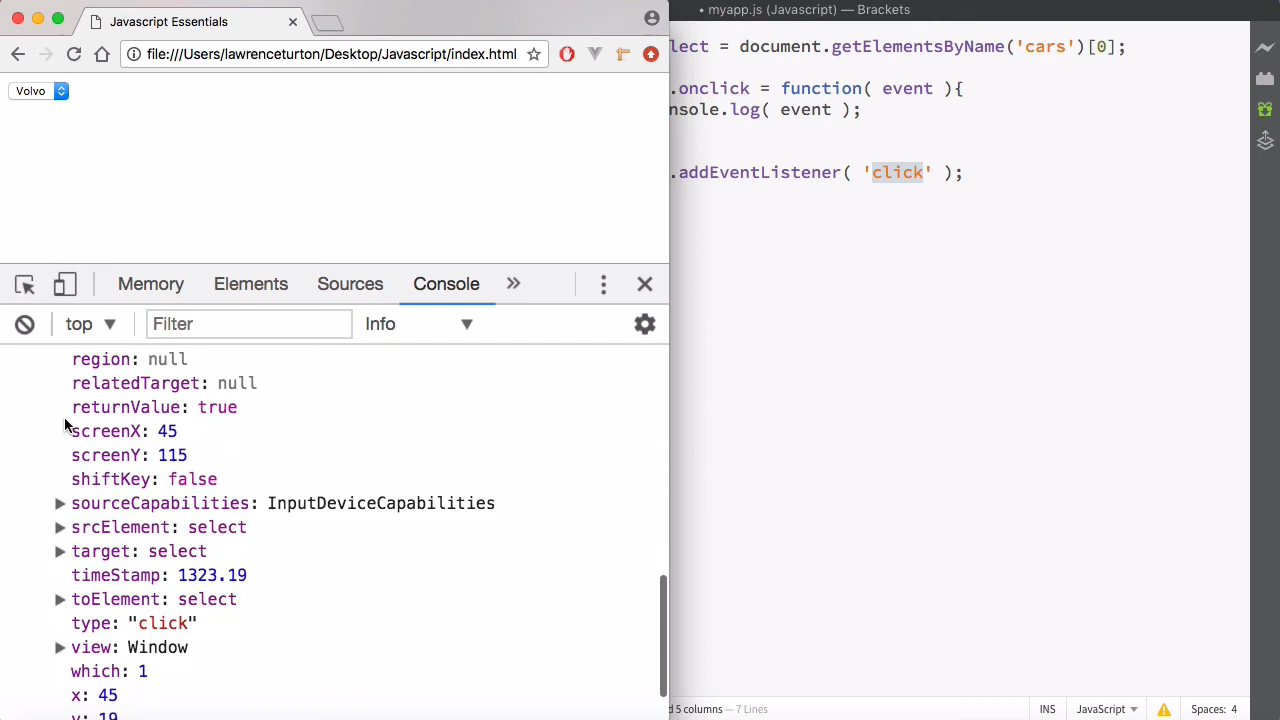 Javascript Essentials
• myapp.js (Javascript) — Brackets
file:///Users/lawrenceturton/Desktop/Javascript/index.html
Volvo
lect = document.getElementsByName('cars')[0];
.onclick = function( event ){
nsole.log( event );
.addEventListener( 'click' );
Memory Elements Sources Console
top Filter Info
region: null
relatedTarget: null
returnValue: true
screenX: 45
screenY: 115
shiftKey: false
sourceCapabilities: InputDeviceCapabilities
srcElement: select
target: select
timeStamp: 1323.19
toElement: select
type: "click"
view: Window
which: 1
x: 45
y: 19
d 5 columns — 7 Lines
INS JavaScript Spaces: 4